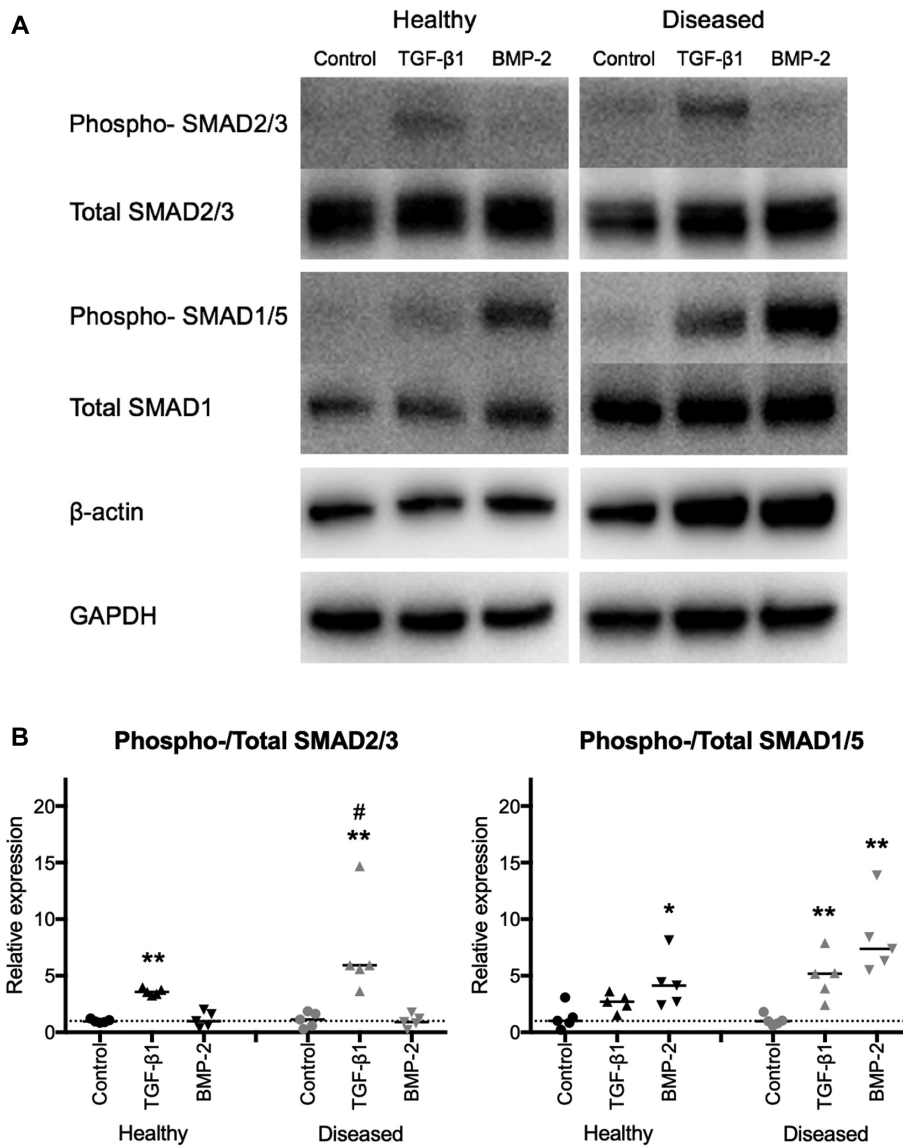 A
Healthy Diseased
Control TGF-β1 BMP-2 Control TGF-β1 BMP-2
Phospho- SMAD2/3
Total SMAD2/3
Phospho- SMAD1/5
Total SMAD1
β-actin
GAPDH
B
Phospho-/Total SMAD2/3
Relative expression
20
15
10
5
0
**
#
**
Control TGF-β1 BMP-2 Control TGF-β1 BMP-2
Healthy Diseased
Phospho-/Total SMAD1/5
Relative expression
20
15
10
5
0
*
**
**
Control TGF-β1 BMP-2 Control TGF-β1 BMP-2
Healthy Diseased